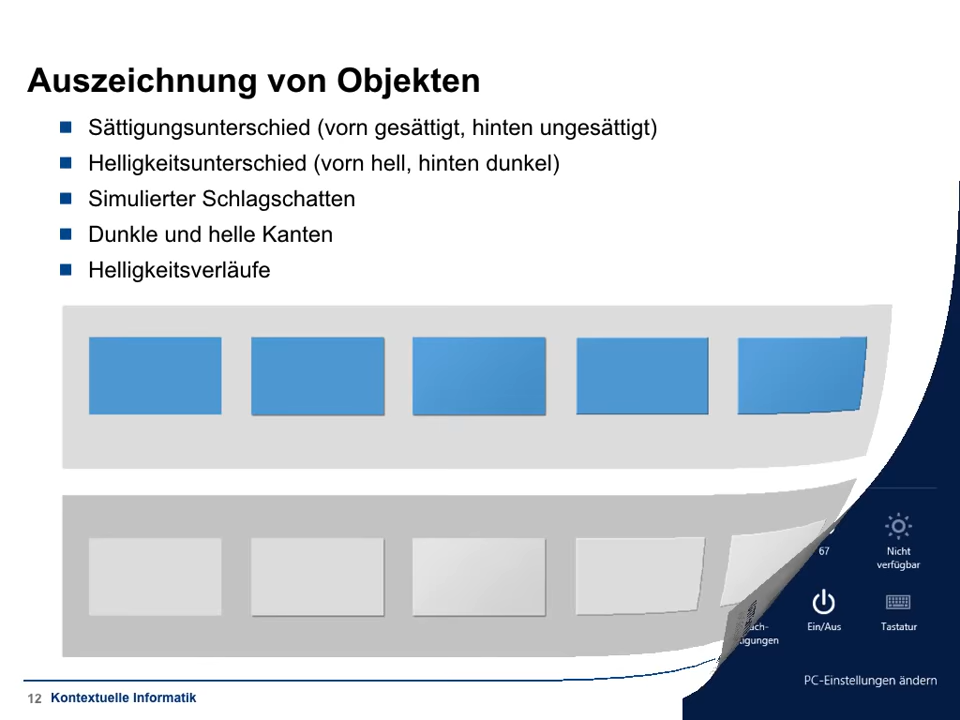 Auszeichnung von Objekten
Sättigungsunterschied (vorn gesättigt, hinten ungesättigt)
Helligkeitsunterschied (vorn hell, hinten dunkel)
Simulierter Schlagschatten
Dunkle und helle Kanten
Helligkeitsverläufe
67
Nicht
verfügbar
Ein/Aus
Tastatur
PC-Einstellungen ändern
12 Kontextuelle Informatik